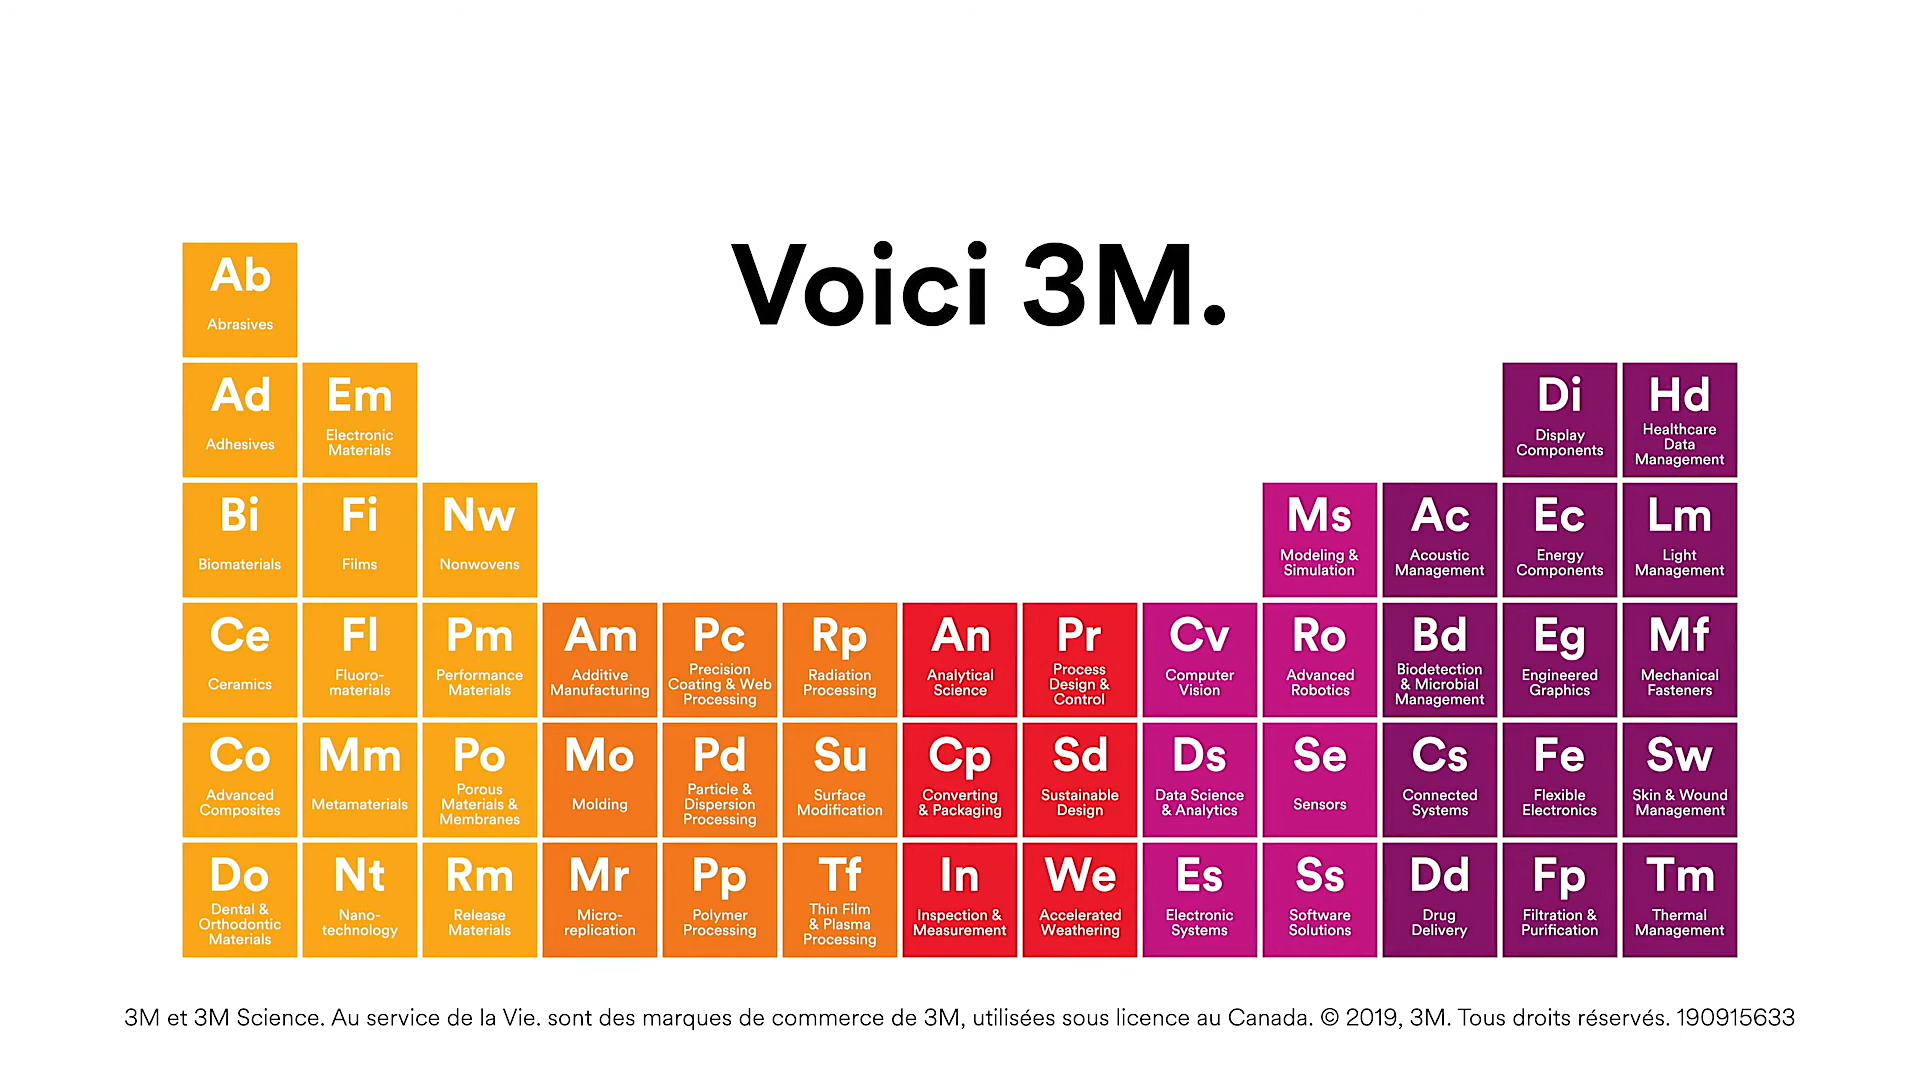 Voici 3M.
Ab
Abrasives
Ad
Adhesives
Em
Electronic
Materials
Di
Display
Components
Hd
Healthcare
Data
Management
Bi
Biomaterials
Fi
Films
Nw
Nonwovens
Ms
Modeling &
Simulation
Ac
Acoustic
Management
Ec
Energy
Components
Lm
Light
Management
Ce
Ceramics
Fl
Fluoro-
materials
Pm
Performance
Materials
Am
Additive
Manufacturing
Pc
Precision
Coating & Web
Processing
Rp
Radiation
Processing
An
Analytical
Science
Pr
Process
Design &
Control
Cv
Computer
Vision
Ro
Advanced
Robotics
Bd
Biodetection
& Microbial
Management
Eg
Engineered
Graphics
Mf
Mechanical
Fasteners
Co
Advanced
Composites
Mm
Metamaterials
Po
Porous
Materials &
Membranes
Mo
Molding
Pd
Particle &
Dispersion
Processing
Su
Surface
Modification
Cp
Converting
& Packaging
Sd
Sustainable
Design
Ds
Data Science
& Analytics
Se
Sensors
Cs
Connected
Systems
Fe
Flexible
Electronics
Sw
Skin & Wound
Management
Do
Dental &
Orthodontic
Materials
Nt
Nano-
technology
Rm
Release
Materials
Mr
Micro-
replication
Pp
Polymer
Processing
Tf
Thin Film
& Plasma
Processing
In
Inspection &
Measurement
We
Accelerated
Weathering
Es
Electronic
Systems
Ss
Software
Solutions
Dd
Drug
Delivery
Fp
Filtration &
Purification
Tm
Thermal
Management
3M et 3M Science. Au service de la Vie. sont des marques de commerce de 3M, utilisées sous licence au Canada. © 2019, 3M. Tous droits réservés. 190915633